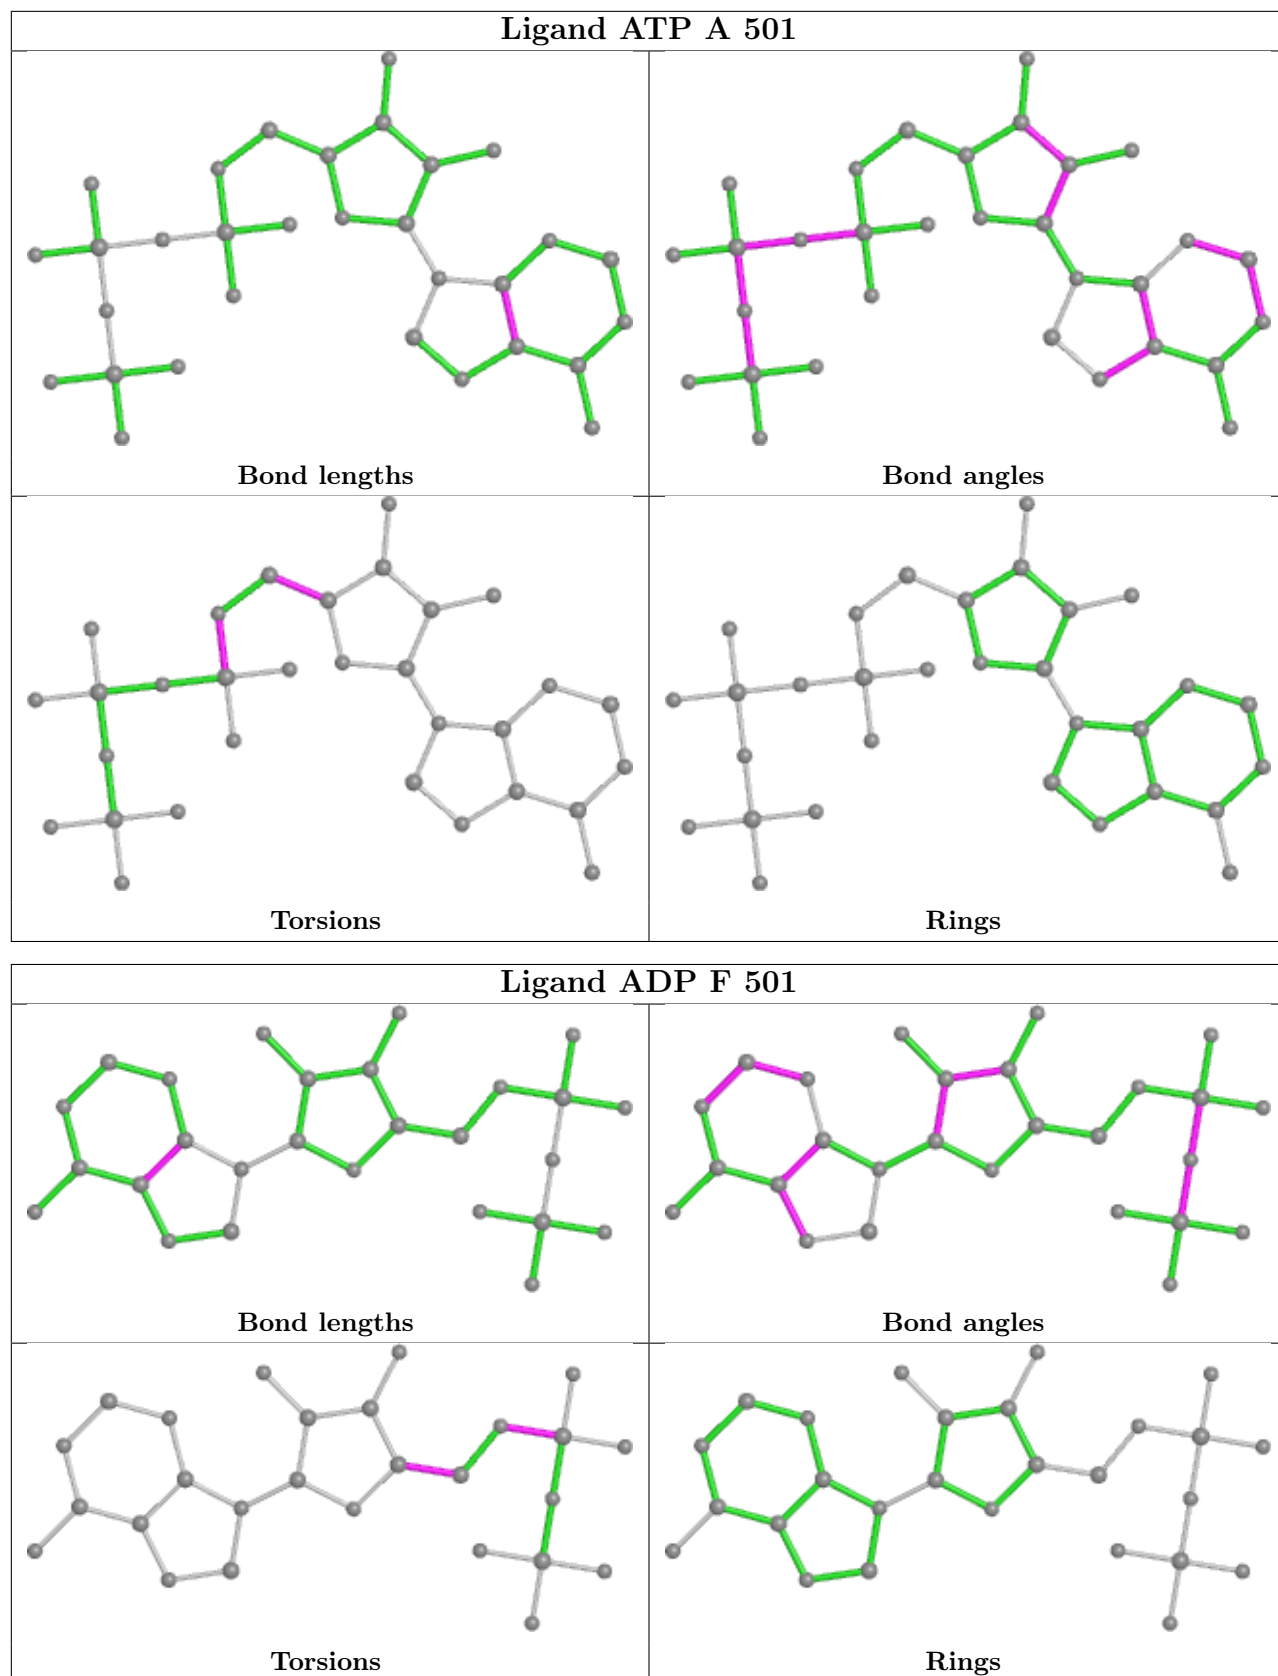 Ligand ATP A 501
Bond lengths
Bond angles
Torsions
Rings
Ligand ADP F 501
Bond lengths
Bond angles
Torsions
Rings